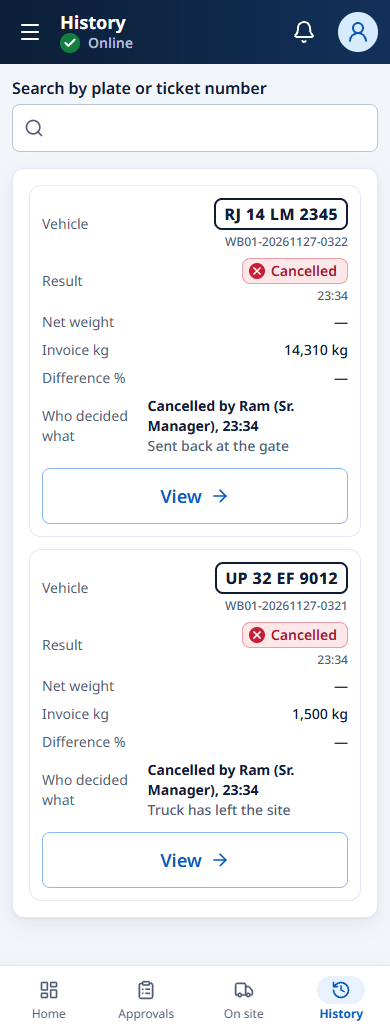 History
Online
Search by plate or ticket number
Vehicle
RJ 14 LM 2345
WB01-20261127-0322
Result
Cancelled
23:34
Net weight —
Invoice kg 14,310 kg
Difference % —
Who decided what
Cancelled by Ram (Sr.
Manager), 23:34
Sent back at the gate
View
Vehicle
UP 32 EF 9012
WB01-20261127-0321
Result
Cancelled
23:34
Net weight —
Invoice kg 1,500 kg
Difference % —
Who decided what
Cancelled by Ram (Sr.
Manager), 23:34
Truck has left the site
View
Home Approvals On site History